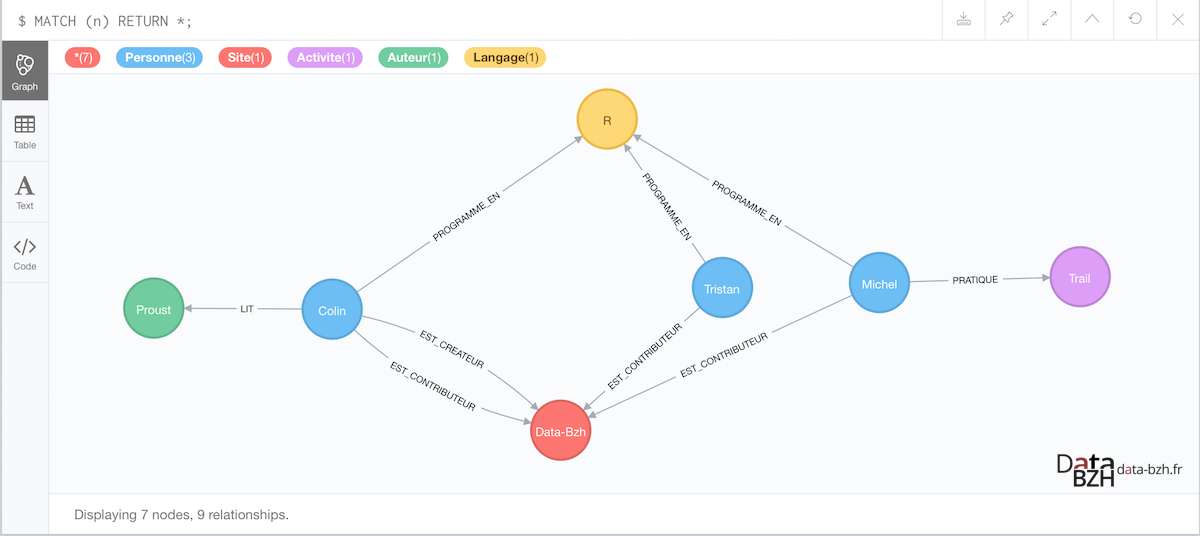 $ MATCH (n) RETURN *;
Graph
Table
Text
Code
*(7) Personne(3) Site(1) Activite(1) Auteur(1) Langage(1)
R
PROGRAMME_EN
PROGRAMME_EN
PROGRAMME_EN
Proust
LIT
Colin
Tristan
Michel
PRATIQUE
Trail
EST_CREATEUR
EST_CONTRIBUTEUR
EST_CONTRIBUTEUR
EST_CONTRIBUTEUR
Data-Bzh
Data
BZH
data-bzh.fr
Displaying 7 nodes, 9 relationships.